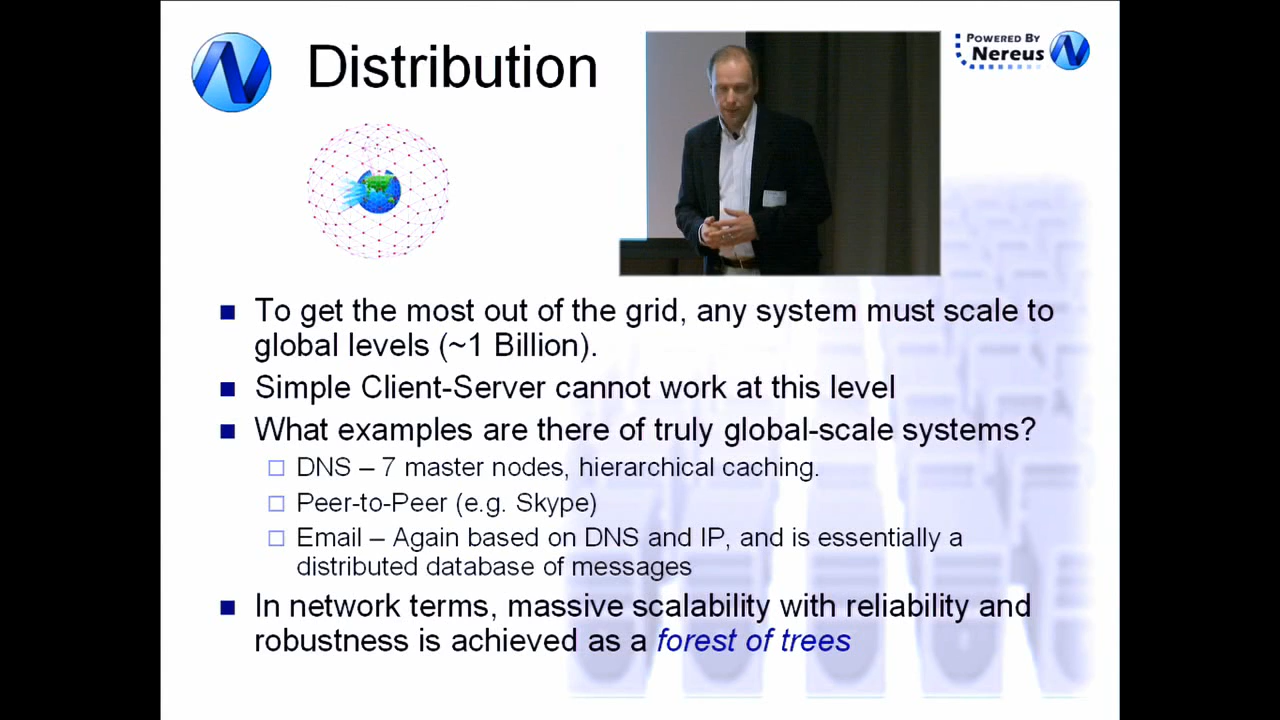 Distribution
POWERED BY
Nereus
To get the most out of the grid, any system must scale to
global levels (~1 Billion).
Simple Client-Server cannot work at this level
What examples are there of truly global-scale systems?
DNS – 7 master nodes, hierarchical caching.
Peer-to-Peer (e.g. Skype)
Email – Again based on DNS and IP, and is essentially a
distributed database of messages
In network terms, massive scalability with reliability and
robustness is achieved as a forest of trees